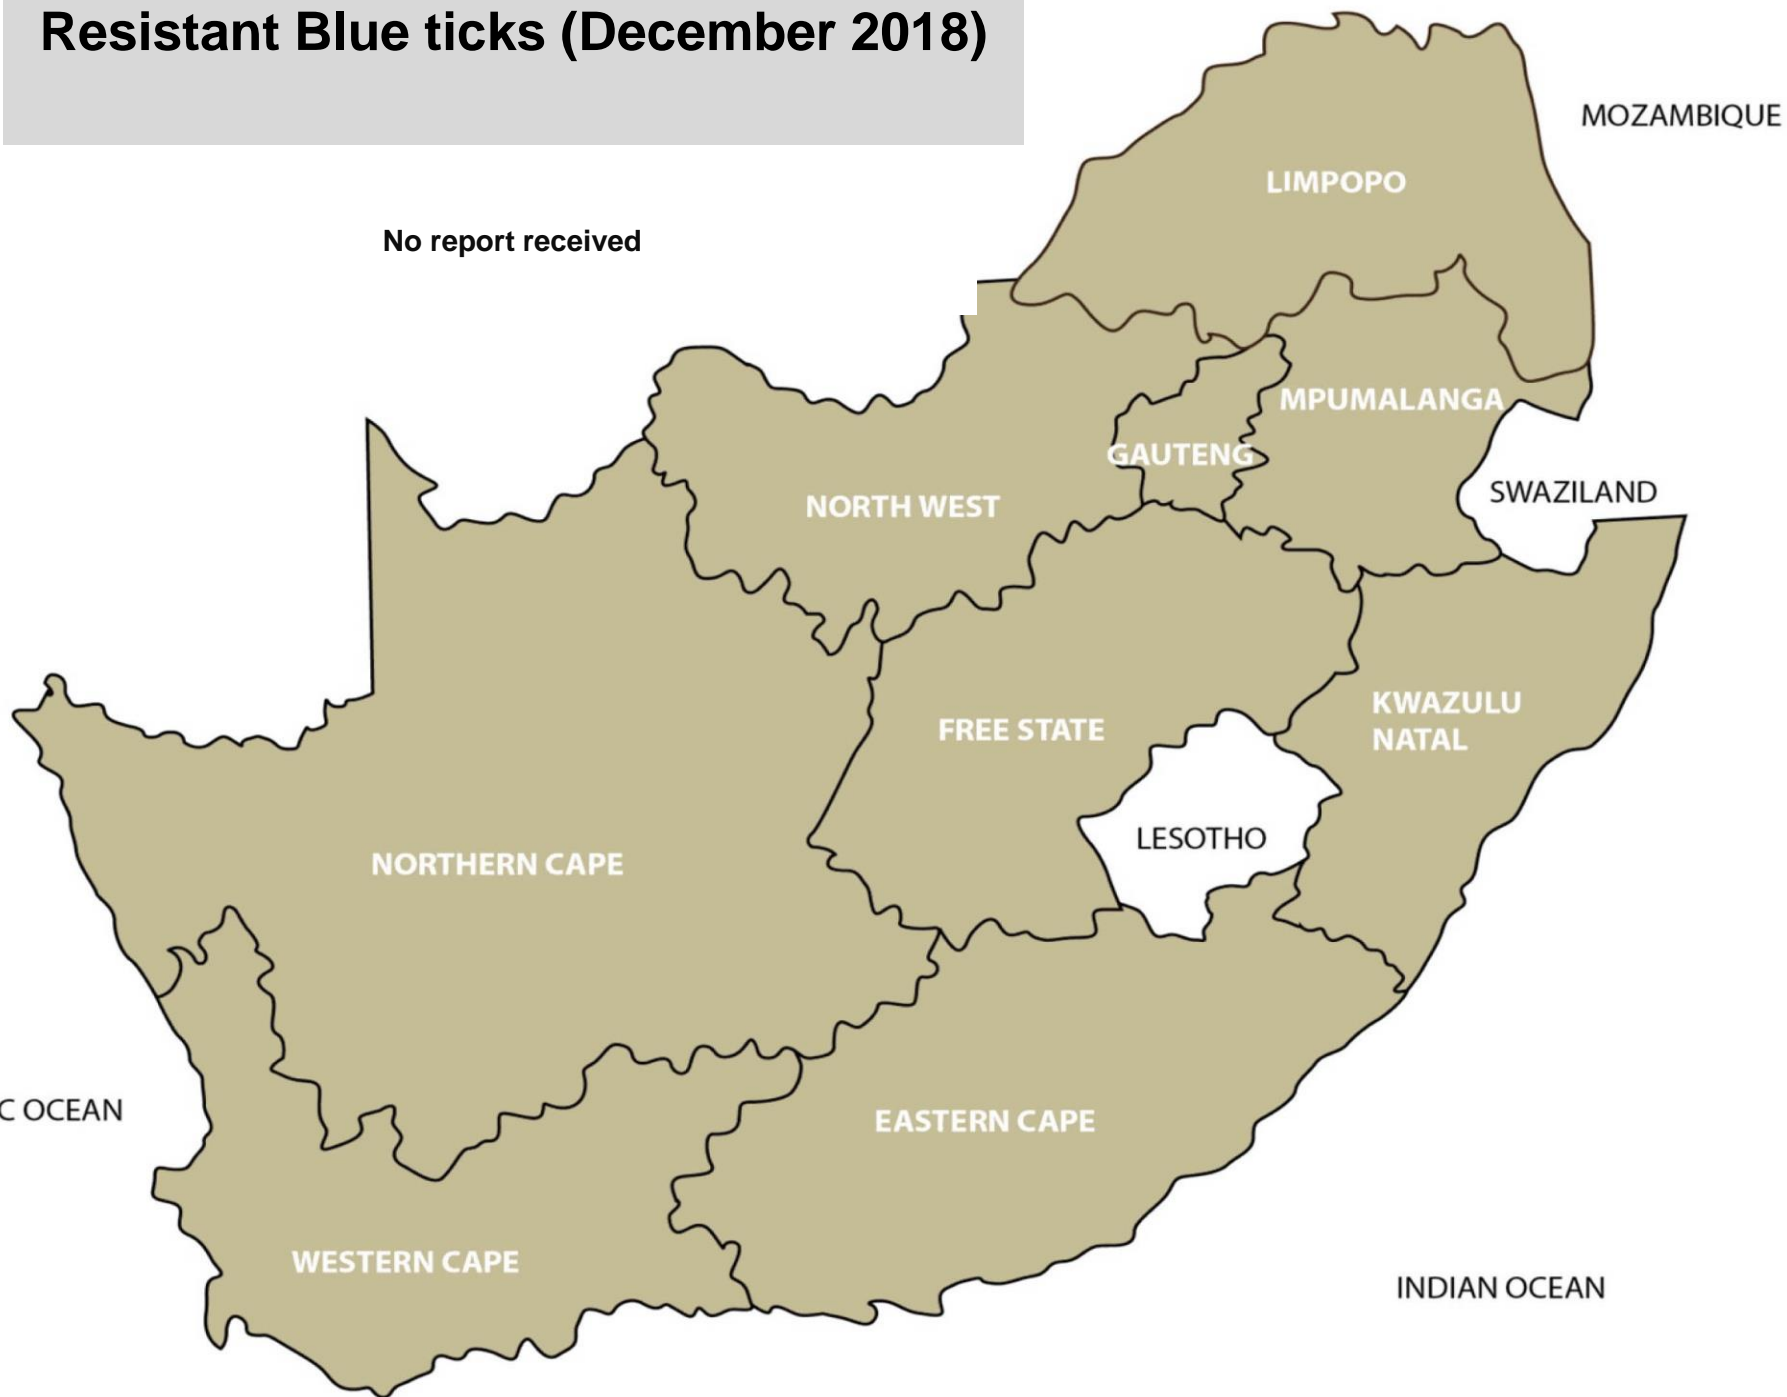 Resistant Blue ticks (December 2018)
MOZAMBIQUE
LIMPOPO
No report received
MPUMALANGA
GAUTENG
SWAZILAND
NORTH WEST
KWAZULU
NATAL
FREE STATE
LESOTHO
NORTHERN CAPE
C OCEAN
EASTERN CAPE
WESTERN CAPE
INDIAN OCEAN